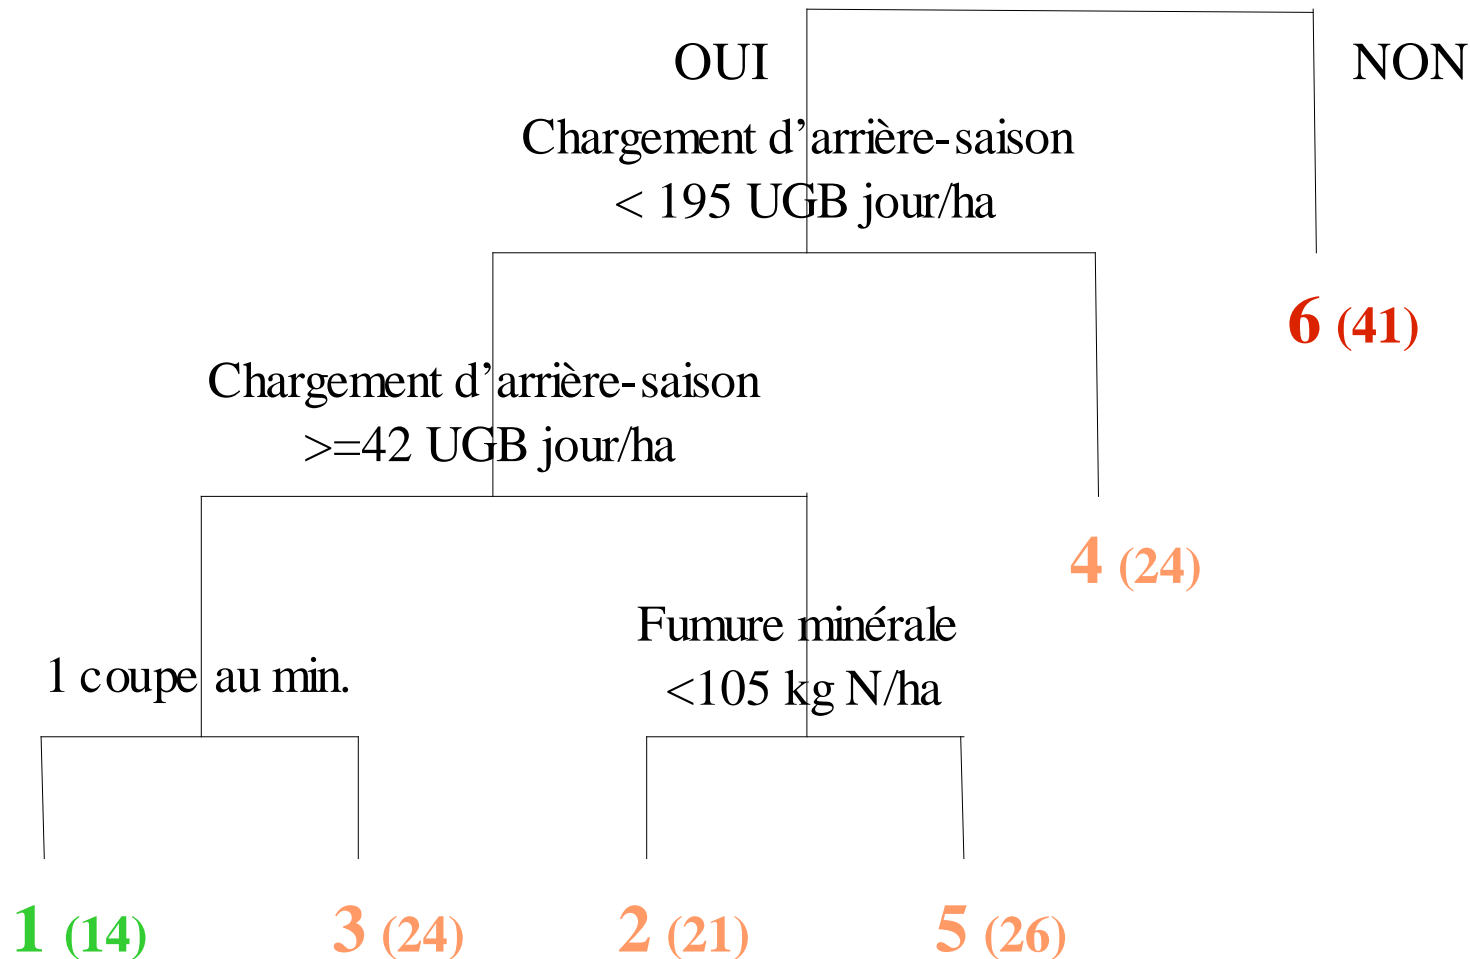 OUI
NON
Chargement d’arrière-saison
< 195 UGB jour/ha
6 (41)
Chargement d’arrière-saison
>=42 UGB jour/ha
4 (24)
Fumure minérale
<105 kg N/ha
1 coupe au min.
1 (14)
3 (24)
2 (21)
5 (26)